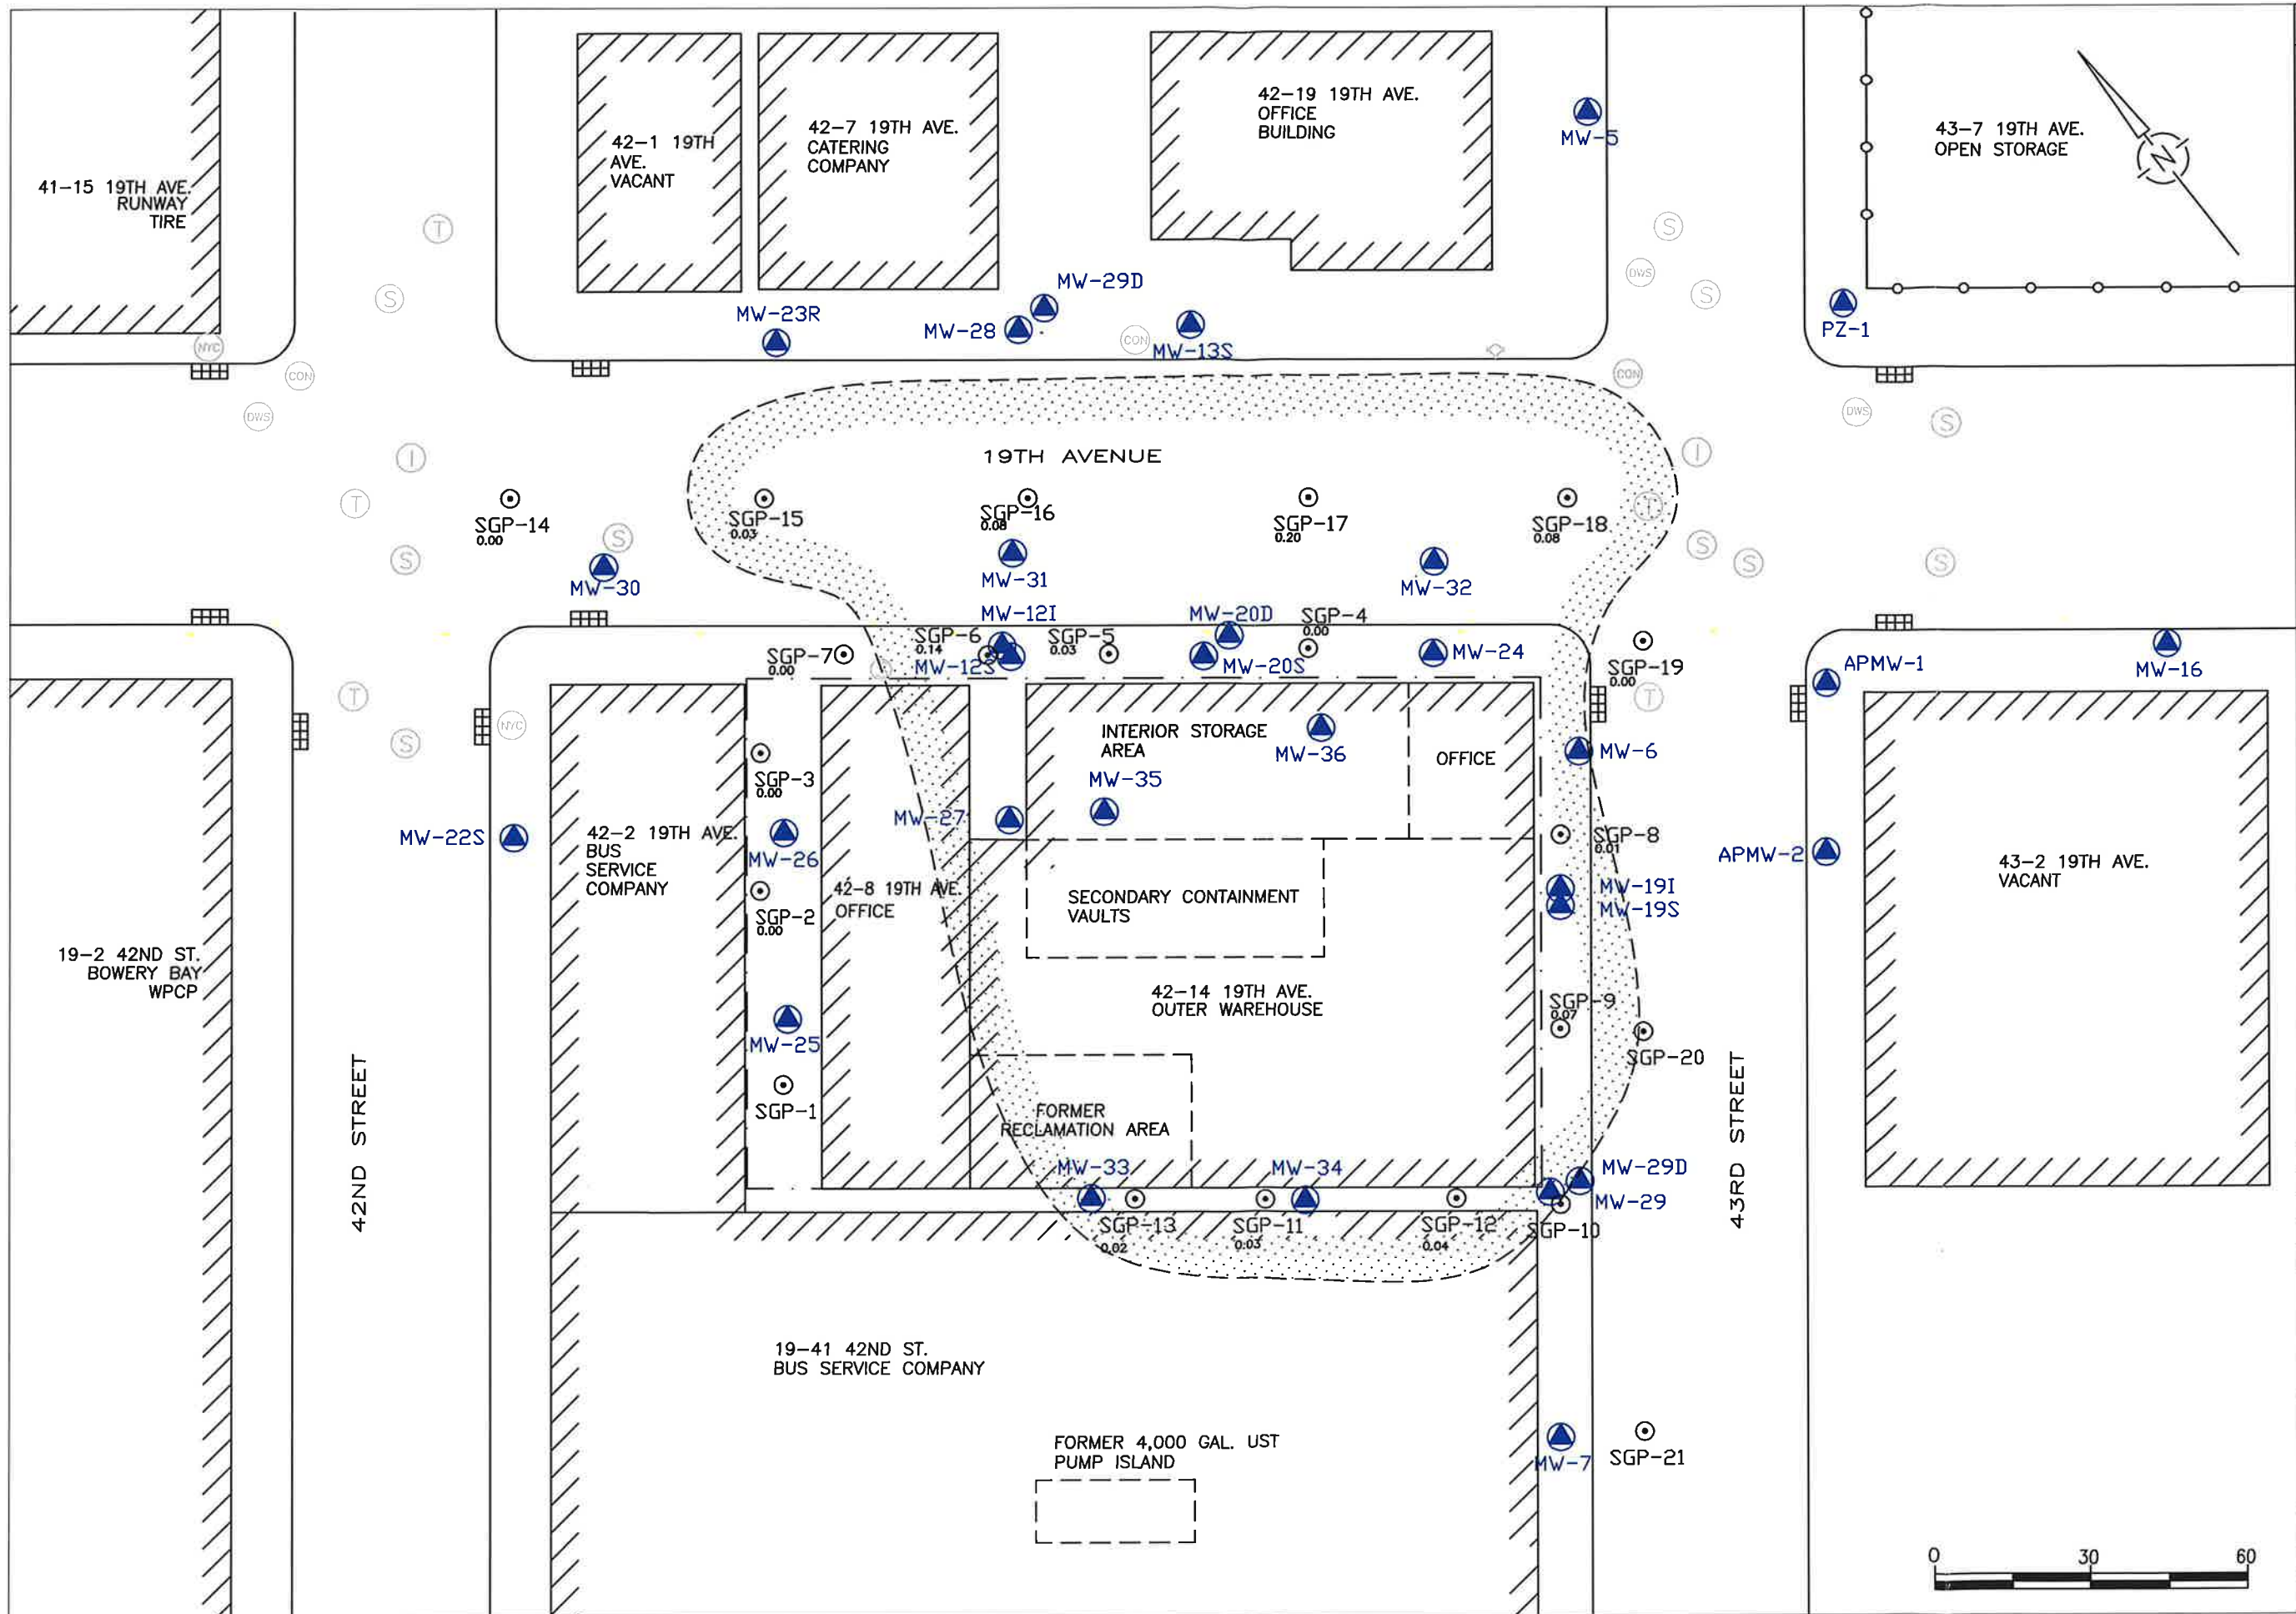 41-15 19TH AVE.
RUNWAY
TIRE
42-1 19TH
AVE.
VACANT
42-7 19TH AVE.
CATERING
COMPANY
42-19 19TH AVE.
OFFICE
BUILDING
MW-5
43-7 19TH AVE.
OPEN STORAGE
N
T
S
S
DWS
S
MW-29D
MW-23R
MW-28
CON
MW-13S
PZ-1
NYC
CON
DWS
CON
DWS
S
I
19TH AVENUE
I
T
SGP-14
0.00
SGP-15
0.03
SGP-16
0.08
SGP-17
0.20
SGP-18
0.08
T
S
S
MW-30
MW-31
MW-32
S
S
S
MW-12I
MW-20D
SGP-4
0.00
SGP-7
0.00
SGP-6
0.14
MW-12S
SGP-5
0.03
MW-20S
MW-24
SGP-19
0.00
APMW-1
MW-16
T
S
NYC
T
SGP-3
0.00
INTERIOR STORAGE
AREA
MW-36
OFFICE
MW-6
MW-35
MW-22S
42-2 19TH AVE.
BUS
SERVICE
COMPANY
MW-26
MW-27
SGP-8
0.01
APMW-2
43-2 19TH AVE.
VACANT
SGP-2
0.00
42-8 19TH AVE.
OFFICE
SECONDARY CONTAINMENT
VAULTS
MW-19I
MW-19S
19-2 42ND ST.
BOWERY BAY
WPCP
42-14 19TH AVE.
OUTER WAREHOUSE
SGP-9
0.07
MW-25
SGP-20
SGP-1
42ND STREET
FORMER
RECLAMATION AREA
43RD STREET
MW-33
MW-34
MW-29D
MW-29
SGP-13
0.02
SGP-11
0.03
SGP-12
0.04
SGP-10
19-41 42ND ST.
BUS SERVICE COMPANY
FORMER 4,000 GAL. UST
PUMP ISLAND
MW-7
SGP-21
0 30 60